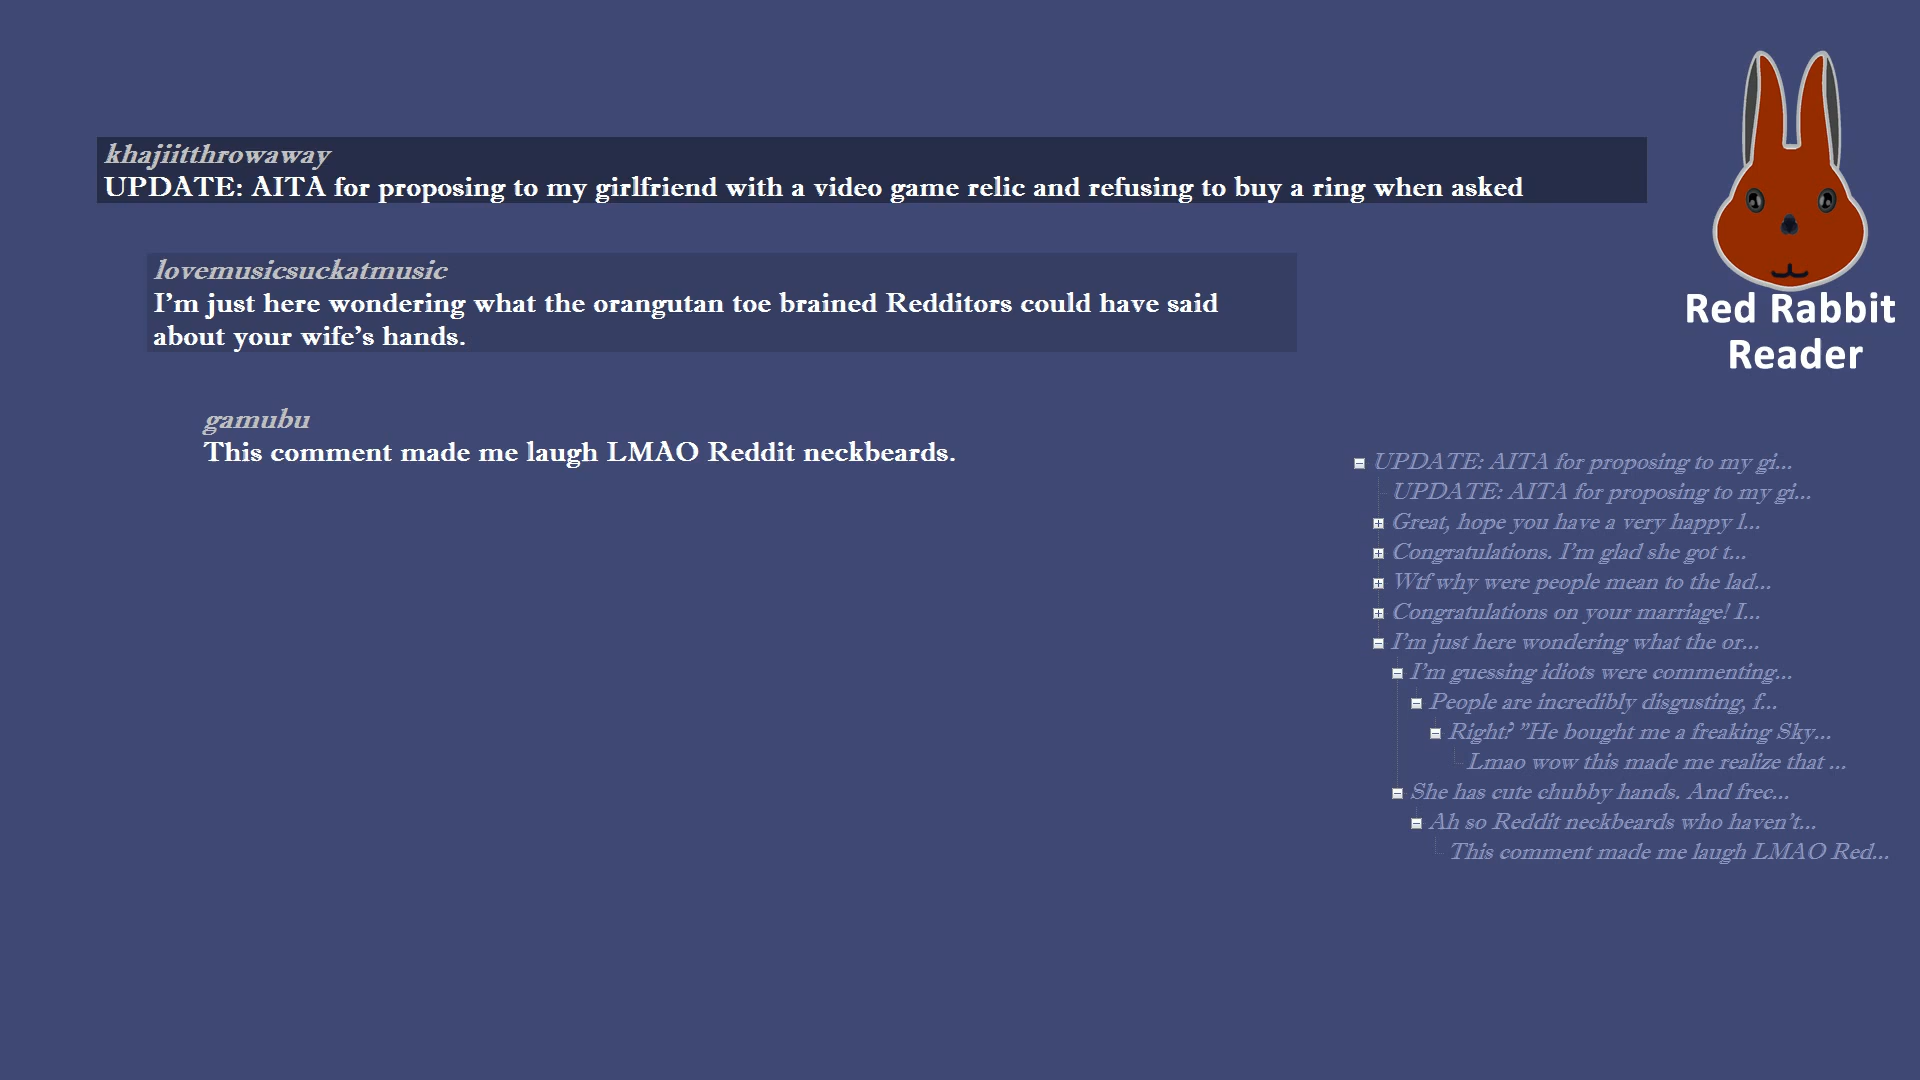 khajiitthrowaway
UPDATE: AITA for proposing to my girlfriend with a video game relic and refusing to buy a ring when asked
lovemusicsuckatmusic
I'm just here wondering what the orangutan toe brained Redditors could have said
about your wife's hands.
gamubu
This comment made me laugh LMAO Reddit neckbeards.
Red Rabbit
Reader
UPDATE: AITA for proposing to my gi...
UPDATE: AITA for proposing to my gi...
Great, hope you have a very happy l...
Congratulations. I'm glad she got t...
Wtf why were people mean to the lad...
Congratulations on your marriage! I...
I'm just here wondering what the or...
I'm guessing idiots were commenting...
People are incredibly disgusting, f...
Right? "He bought me a freaking Sky...
Lmao wow this made me realize that ...
She has cute chubby hands. And frec...
Ah so Reddit neckbeards who haven't...
This comment made me laugh LMAO Red...